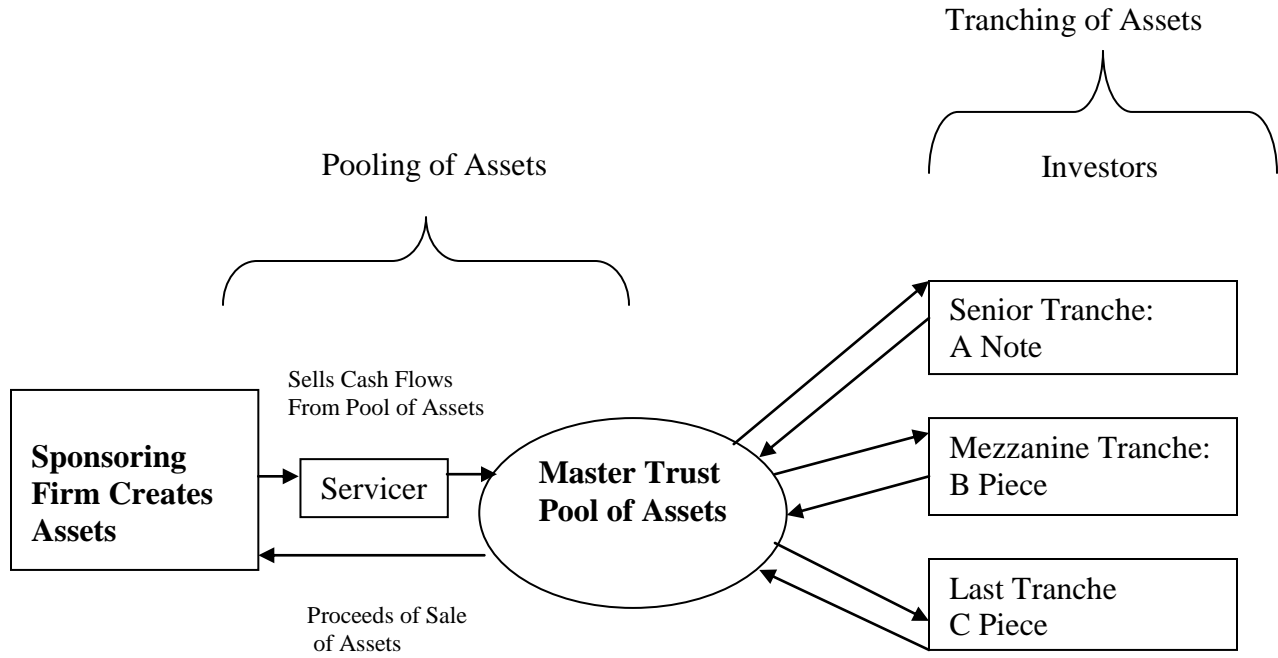 Tranching of Assets
Pooling of Assets
Investors
Senior Tranche:
A Note
Sells Cash Flows
From Pool of Assets
Sponsoring
Firm Creates
Assets
Servicer
Master Trust
Pool of Assets
Mezzanine Tranche:
B Piece
Proceeds of Sale
of Assets
Last Tranche
C Piece